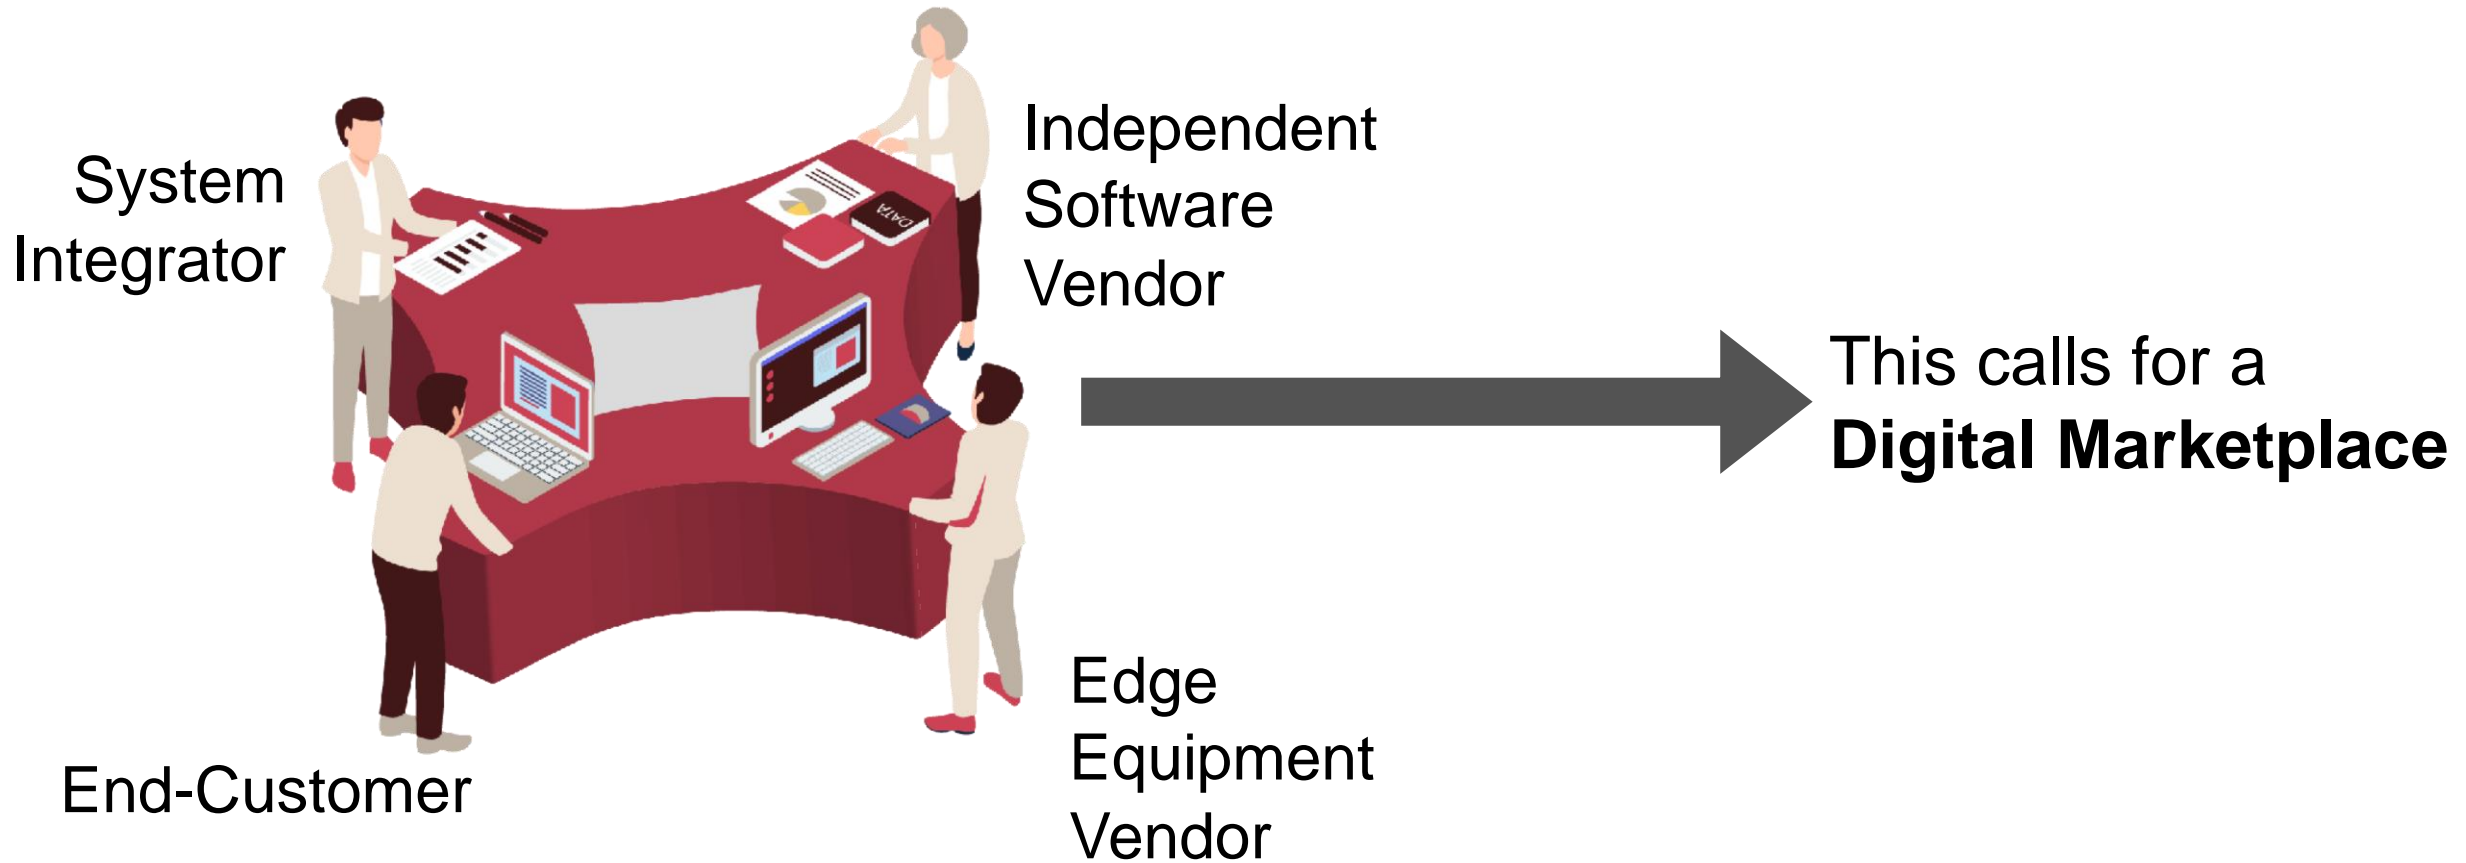 System
Integrator
Independent
Software
Vendor
DATA
This calls for a
Digital Marketplace
End-Customer
Edge
Equipment
Vendor